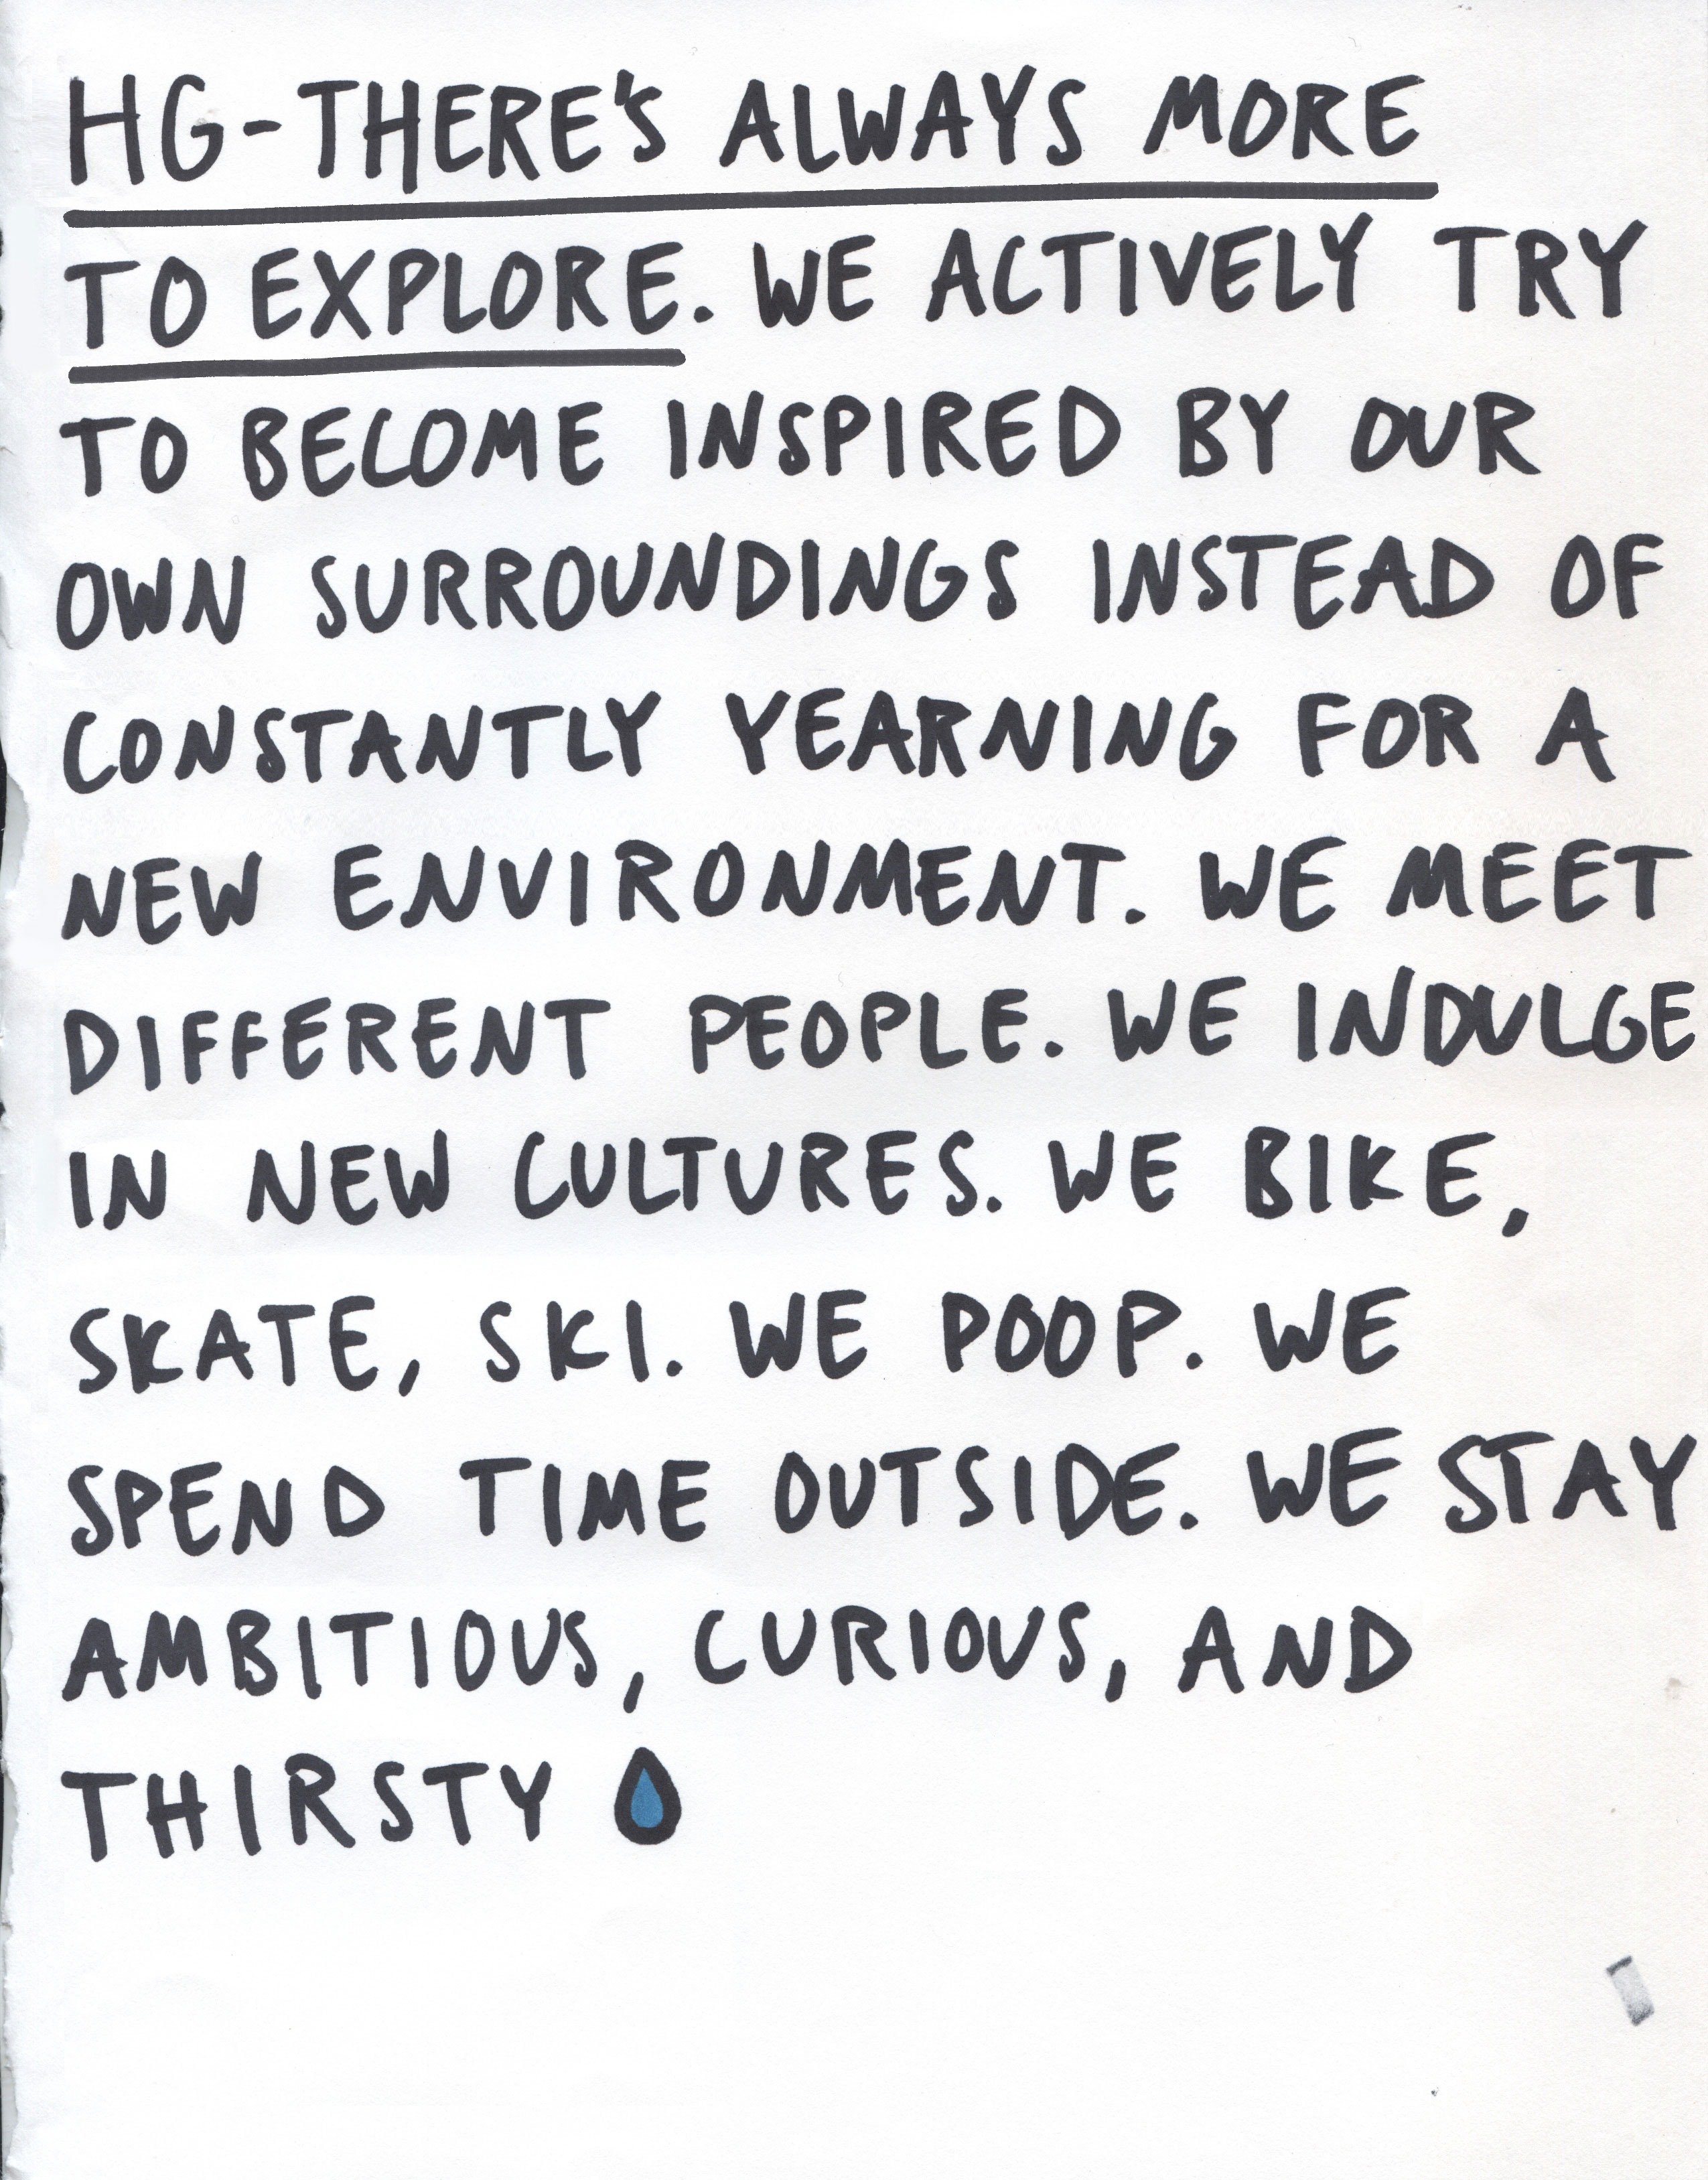 HG-THERE'S ALWAYS MORE
TO EXPLORE. WE ACTIVELY TRY
TO BECOME INSPIRED BY OUR
OWN SURROUNDINGS INSTEAD OF
CONSTANTLY YEARNING FOR A
NEW ENVIRONMENT. WE MEET
DIFFERENT PEOPLE. WE INDULGE
IN NEW CULTURES. WE BIKE,
SKATE, SKI. WE POOP. WE
SPEND TIME OUTSIDE. WE STAY
AMBITIOUS, CURIOUS, AND
THIRSTY